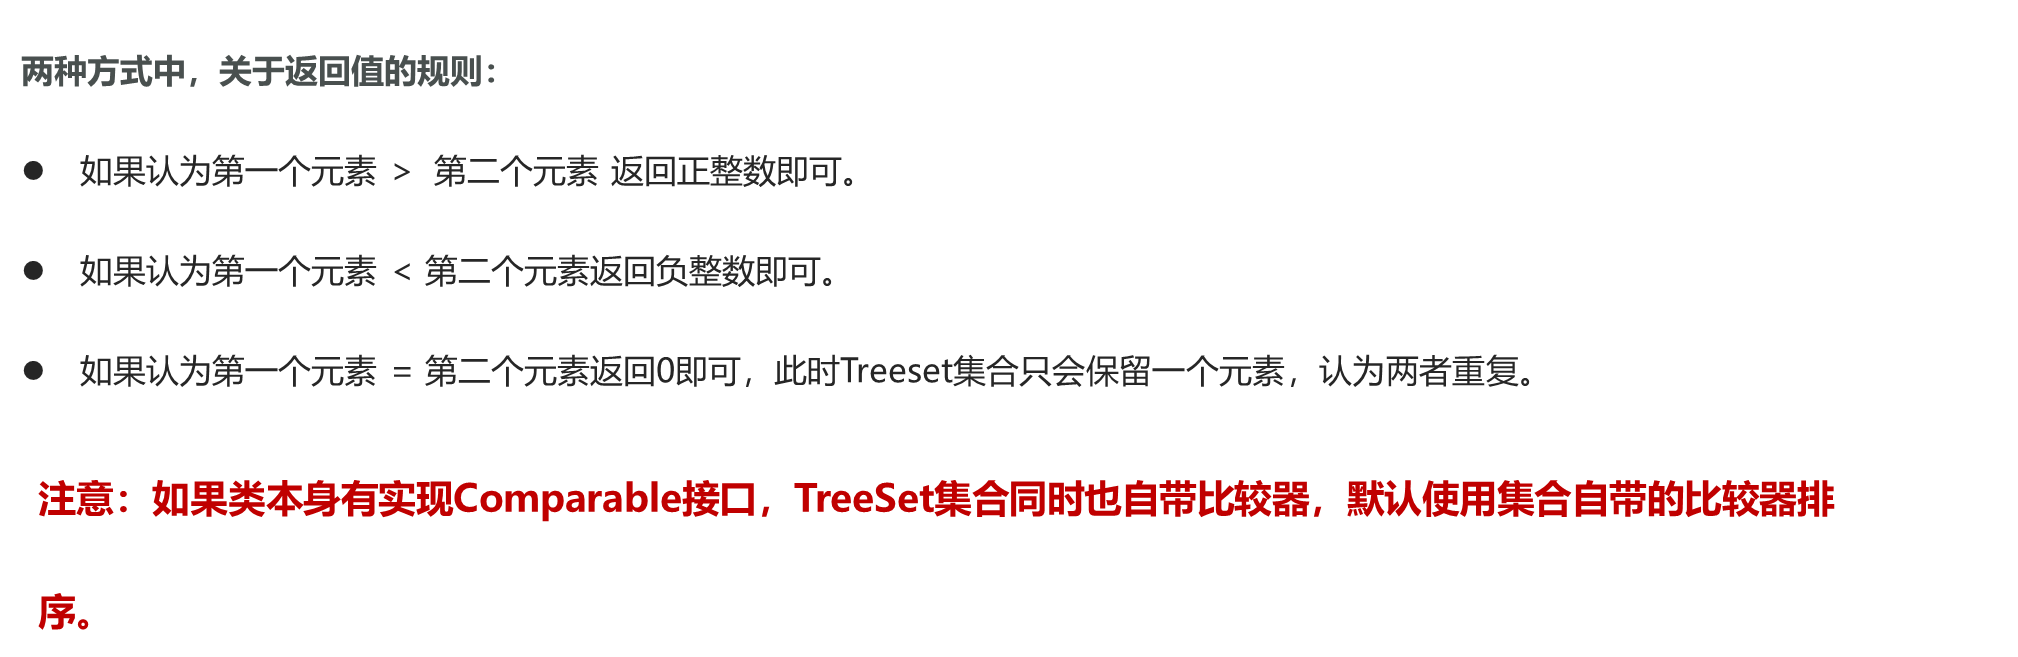 两种方式中，关于返回值的规则：
● 如果认为第一个元素 > 第二个元素 返回正整数即可。
● 如果认为第一个元素 < 第二个元素返回负整数即可。
● 如果认为第一个元素 = 第二个元素返回0即可，此时Treeset集合只会保留一个元素，认为两者重复。
注意：如果类本身有实现Comparable接口，TreeSet集合同时也自带比较器，默认使用集合自带的比较器排
序。